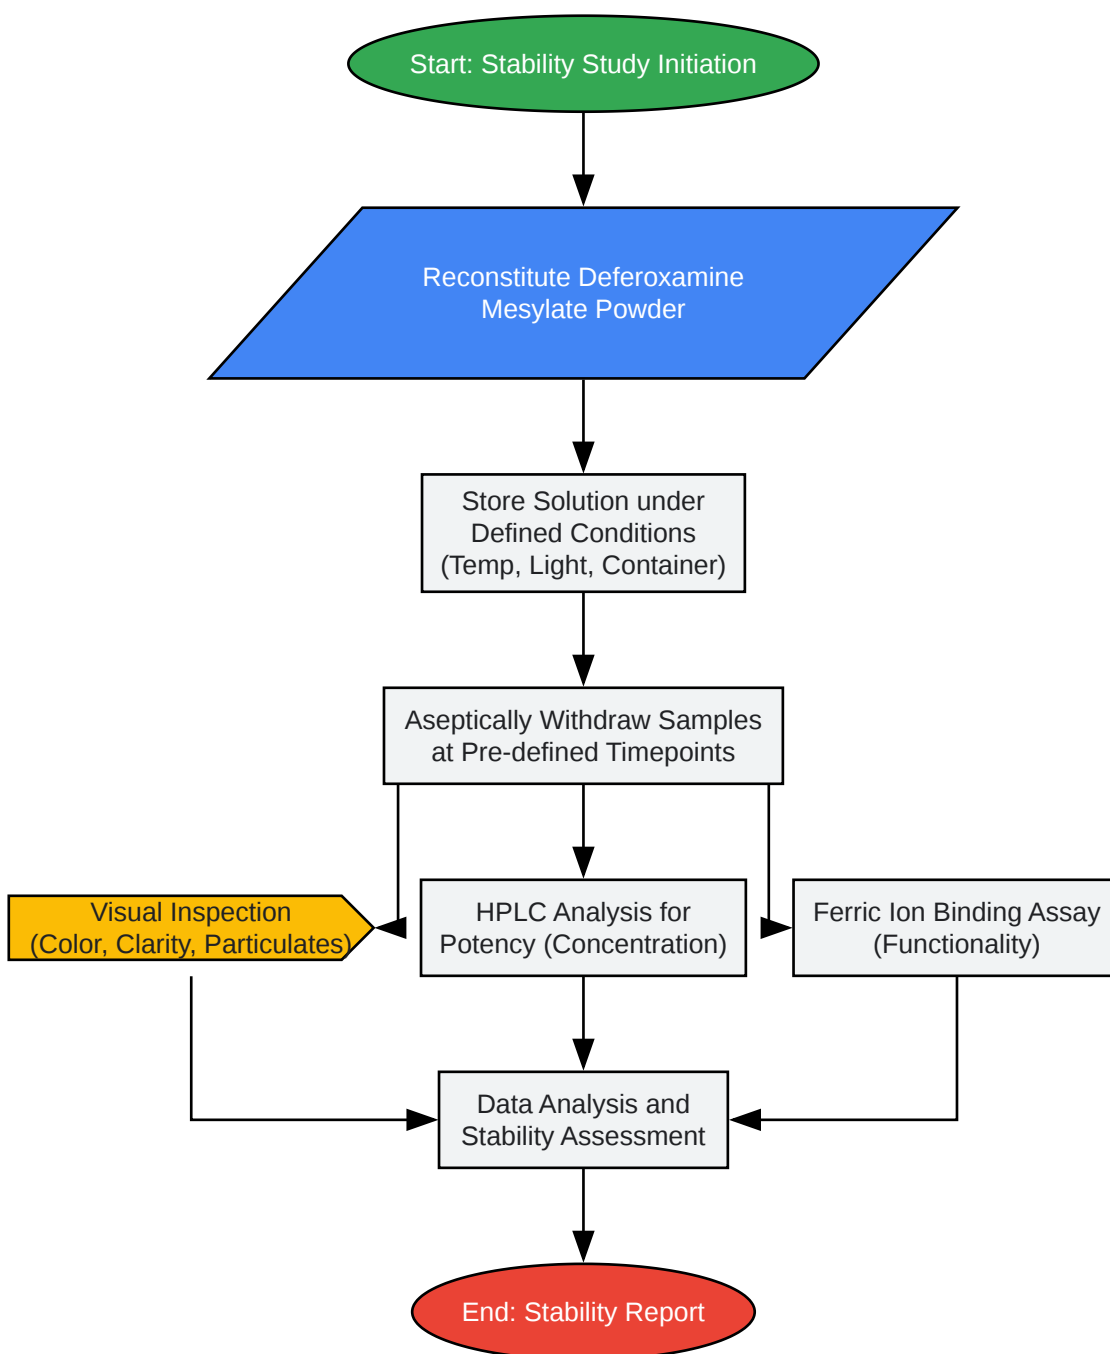 Start: Stability Study Initiation
Reconstitute Deferoxamine
Mesylate Powder
Store Solution under
Defined Conditions
(Temp, Light, Container)
Aseptically Withdraw Samples
at Pre-defined Timepoints
Visual Inspection
(Color, Clarity, Particulates)
HPLC Analysis for
Potency (Concentration)
Ferric Ion Binding Assay
(Functionality)
Data Analysis and
Stability Assessment
End: Stability Report